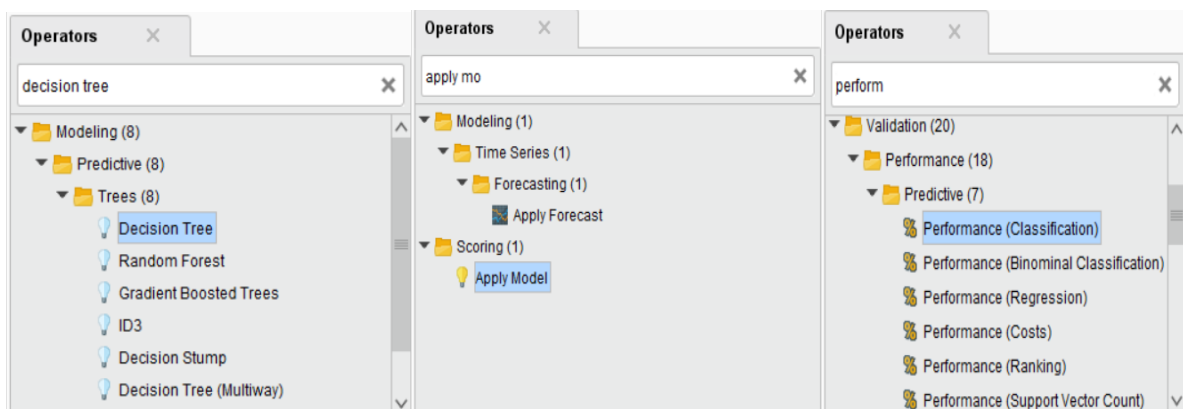 Operators
decision tree
Modeling (8)
Predictive (8)
Trees (8)
Decision Tree
Random Forest
Gradient Boosted Trees
ID3
Decision Stump
Decision Tree (Multiway)
Operators
apply mo
Modeling (1)
Time Series (1)
Forecasting (1)
Apply Forecast
Scoring (1)
Apply Model
Operators
perform
Validation (20)
Performance (18)
Predictive (7)
Performance (Classification)
Performance (Binominal Classification)
Performance (Regression)
Performance (Costs)
Performance (Ranking)
Performance (Support Vector Count)